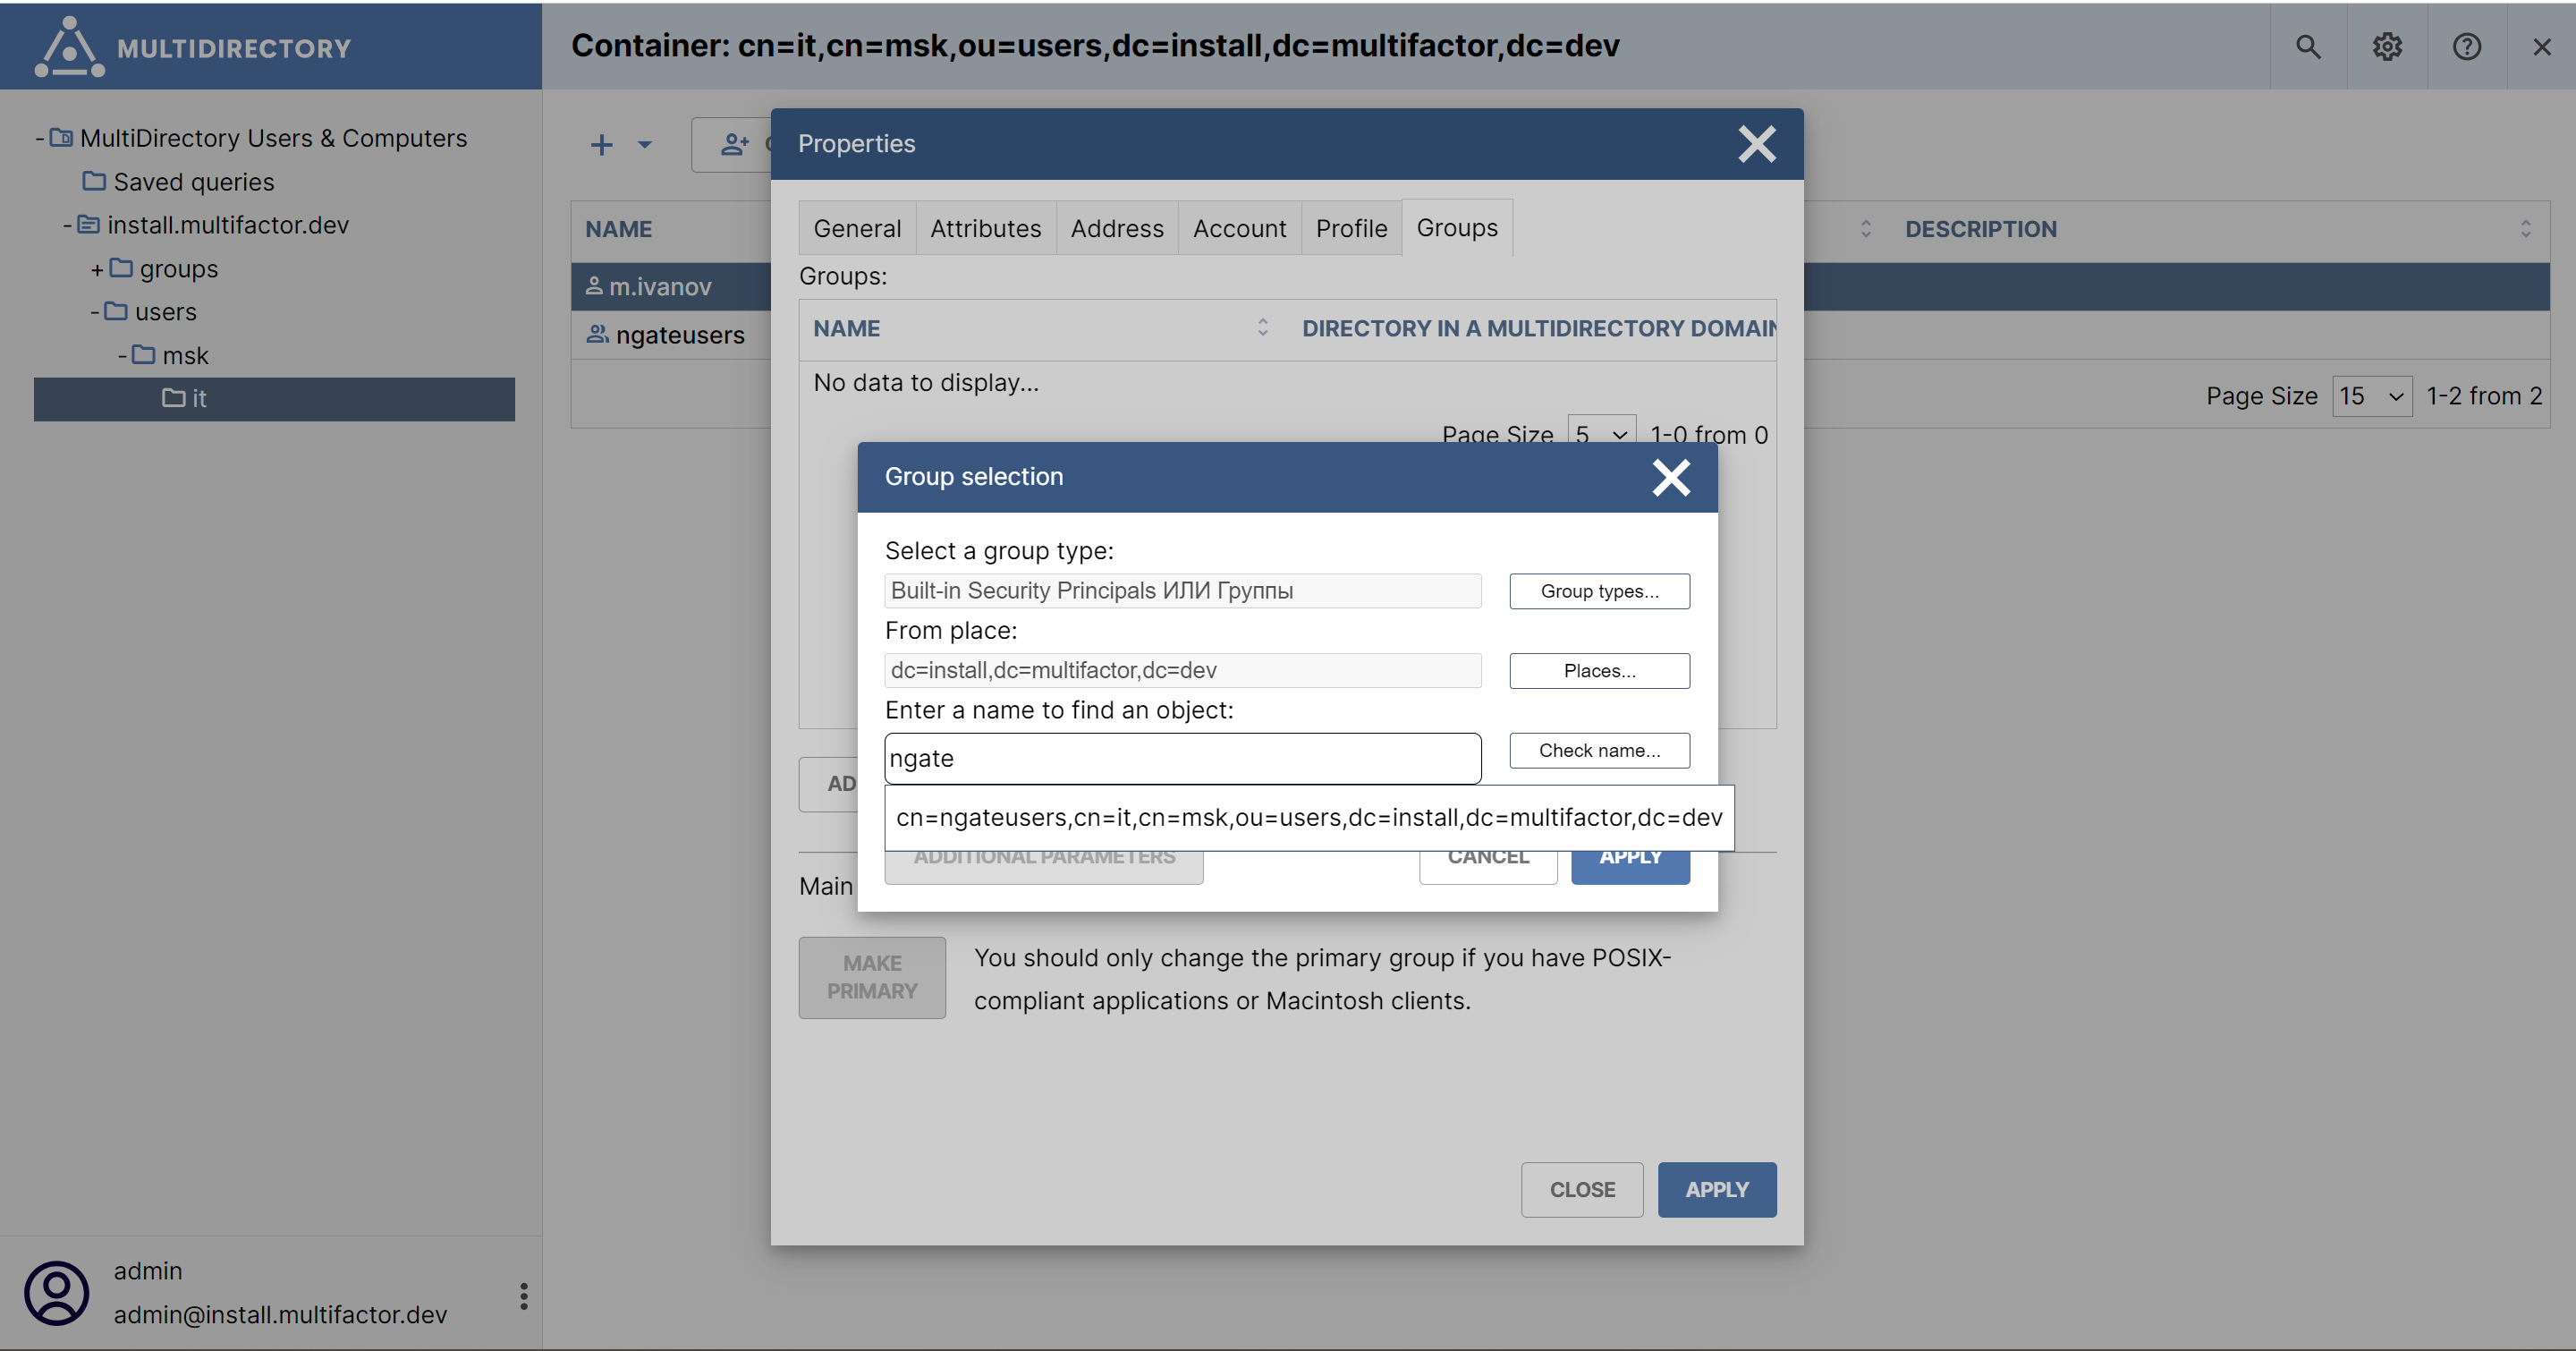 MULTIDIRECTORY
Container: cn=it,cn=msk,ou=users,dc=install,dc=multifactor,dc=dev
- MultiDirectory Users & Computers
Saved queries
- install.multifactor.dev
+ groups
- users
- msk
it
admin
admin@install.multifactor.dev
NAME
DESCRIPTION
m.ivanov
ngateusers
Page Size 15 1-2 from 2
Properties
General Attributes Address Account Profile Groups
Groups:
NAME DIRECTORY IN A MULTIDIRECTORY DOMAIN
No data to display...
Page Size 5 1-0 from 0
Group selection
Select a group type:
Built-in Security Principals ИЛИ Группы Group types...
From place:
dc=install,dc=multifactor,dc=dev Places...
Enter a name to find an object:
ngate Check name...
cn=ngateusers,cn=it,cn=msk,ou=users,dc=install,dc=multifactor,dc=dev
ADDITIONAL PARAMETERS CANCEL APPLY
AD
Main
MAKE
PRIMARY
You should only change the primary group if you have POSIX-
compliant applications or Macintosh clients.
CLOSE APPLY